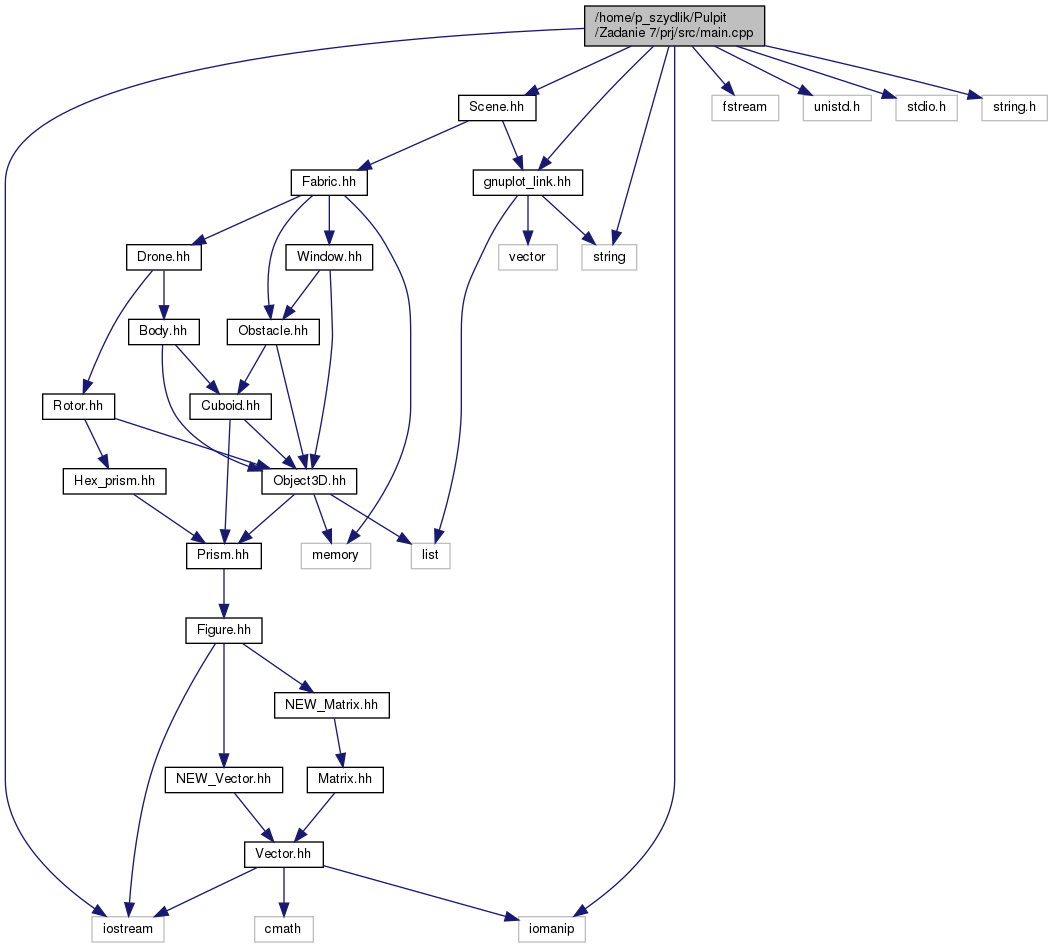 /home/p_szydlik/Pulpit
/Zadanie 7/prj/src/main.cpp
Scene.hh
fstream
unistd.h
stdio.h
string.h
Fabric.hh
gnuplot_link.hh
Drone.hh
Window.hh
vector
string
Body.hh
Obstacle.hh
Rotor.hh
Cuboid.hh
Hex_prism.hh
Object3D.hh
Prism.hh
memory
list
Figure.hh
NEW_Matrix.hh
NEW_Vector.hh
Matrix.hh
Vector.hh
iostream
cmath
iomanip